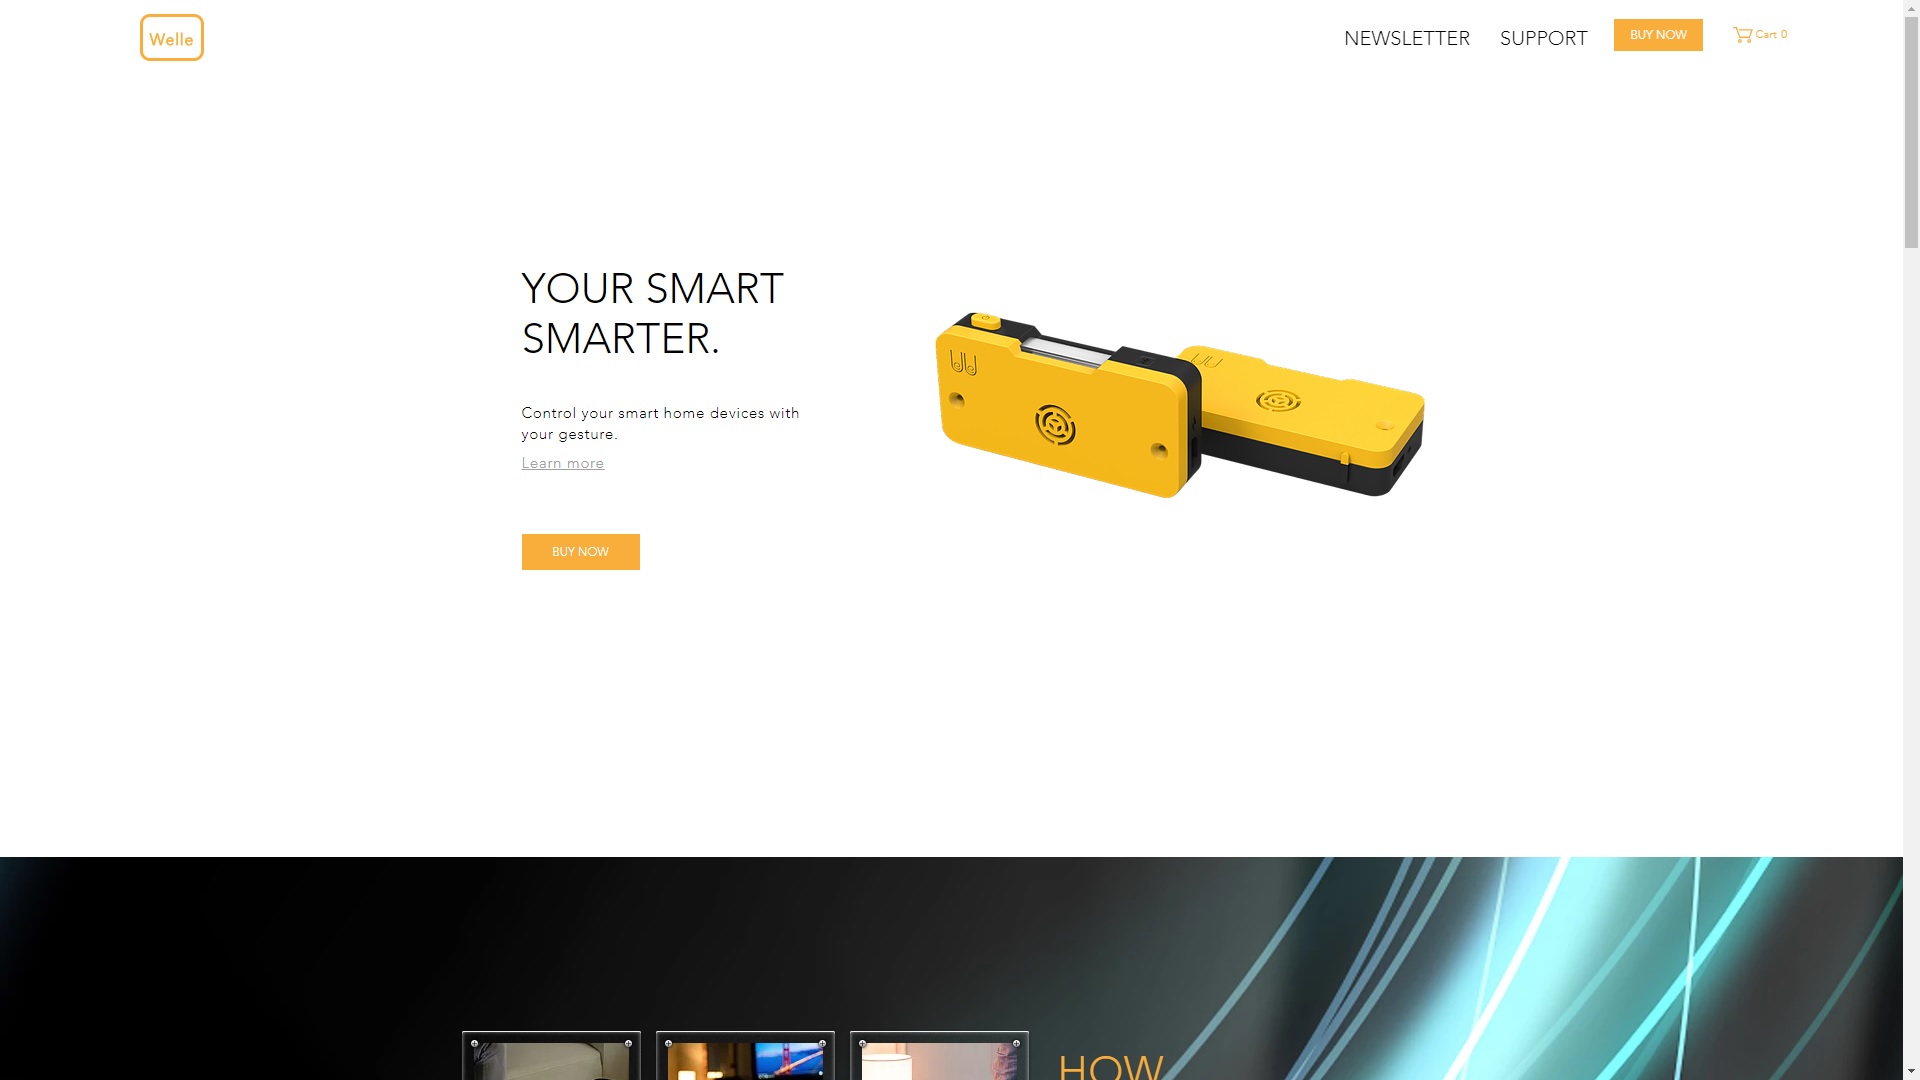 Welle
NEWSLETTER
SUPPORT
BUY NOW
Cart 0
YOUR SMART
SMARTER.
Control your smart home devices with
your gesture.
Learn more
BUY NOW
HOW